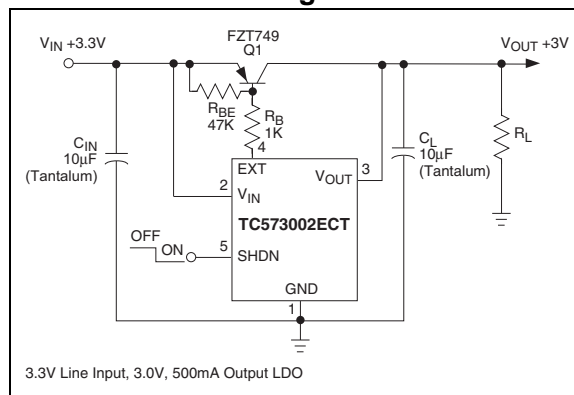 FZT749
Q1
VIN +3.3V
VOUT +3V
RBE
47K
RB
1K
CIN
10µF
(Tantalum)
4
EXT
VOUT
3
CL
10µF
(Tantalum)
RL
2
VIN
TC573002ECT
OFF
ON
5
SHDN
GND
1
3.3V Line Input, 3.0V, 500mA Output LDO